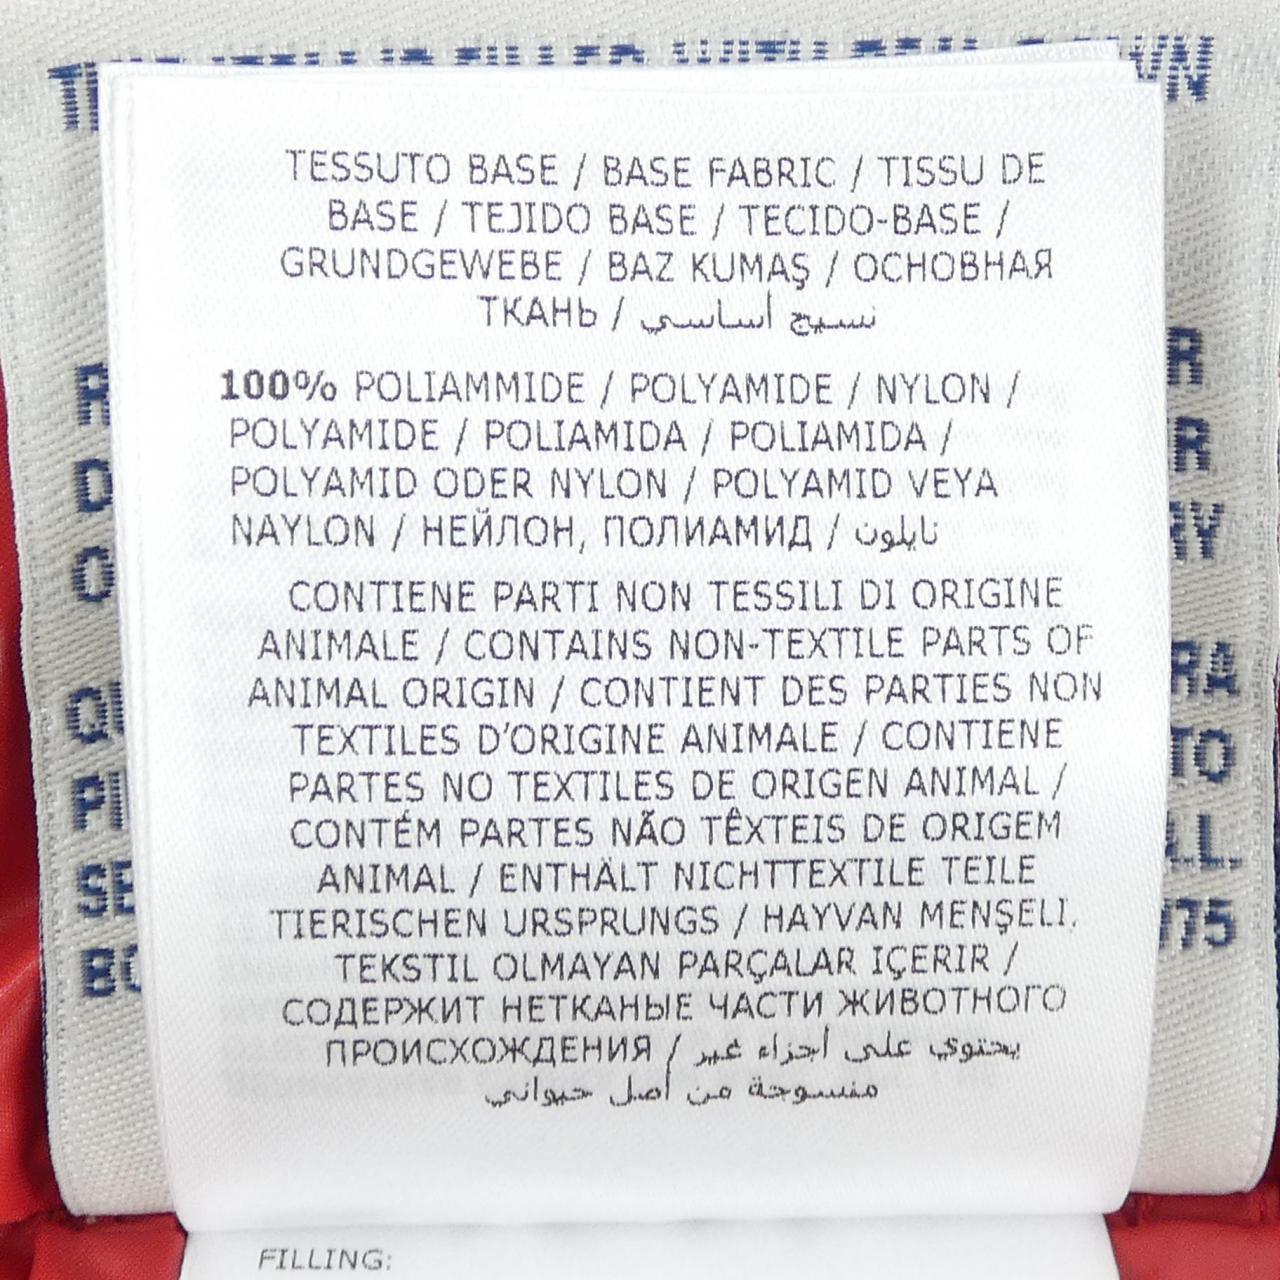 TESSUTO BASE / BASE FABRIC / TISSU DE
BASE / TEJIDO BASE / TECIDO-BASE /
GRUNDGEWEBE / BAZ KUMAŞ / ОСНОВНАЯ
ТКАНЬ / نسيج أساسي
100% POLIAMMIDE / POLYAMIDE / NYLON /
POLYAMIDE / POLIAMIDA / POLIAMIDA /
POLYAMID ODER NYLON / POLYAMID VEYA
NAYLON / НЕЙЛОН, ПОЛИАМИД / نايلون
CONTIENE PARTI NON TESSILI DI ORIGINE
ANIMALE / CONTAINS NON-TEXTILE PARTS OF
ANIMAL ORIGIN / CONTIENT DES PARTIES NON
TEXTILES D'ORIGINE ANIMALE / CONTIENE
PARTES NO TEXTILES DE ORIGEN ANIMAL /
CONTÉM PARTES NÃO TÊXTEIS DE ORIGEM
ANIMAL / ENTHÄLT NICHTTEXTILE TEILE
TIERISCHEN URSPRUNGS / HAYVAN MENŞELI,
TEKSTIL OLMAYAN PARÇALAR IÇERIR /
СОДЕРЖИТ НЕТКАНЫЕ ЧАСТИ ЖИВОТНОГО
ПРОИСХОЖДЕНИЯ / يحتوي على أجزاء غير
منسوجة من أصل حيواني
FILLING: